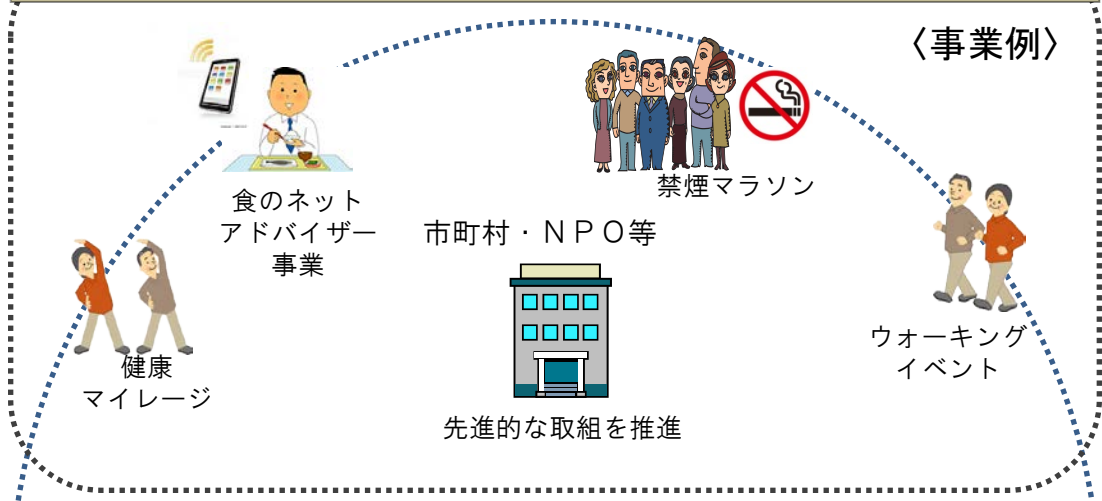 〈事業例〉
食のネット
アドバイザー
事業
禁煙マラソン
市町村・ＮＰＯ等
健康
マイレージ
ウォーキング
イベント
先進的な取組を推進